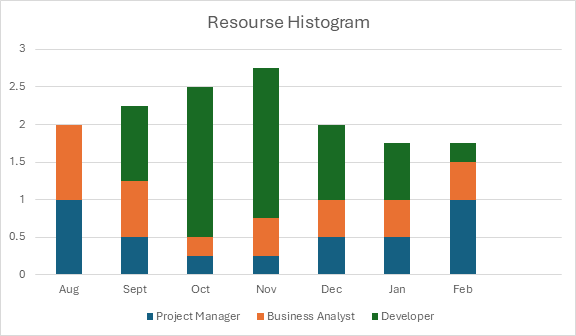 Resourse Histogram
3
2.5
2
1.5
1
0.5
0
Aug Sept Oct Nov Dec Jan Feb
Project Manager Business Analyst Developer